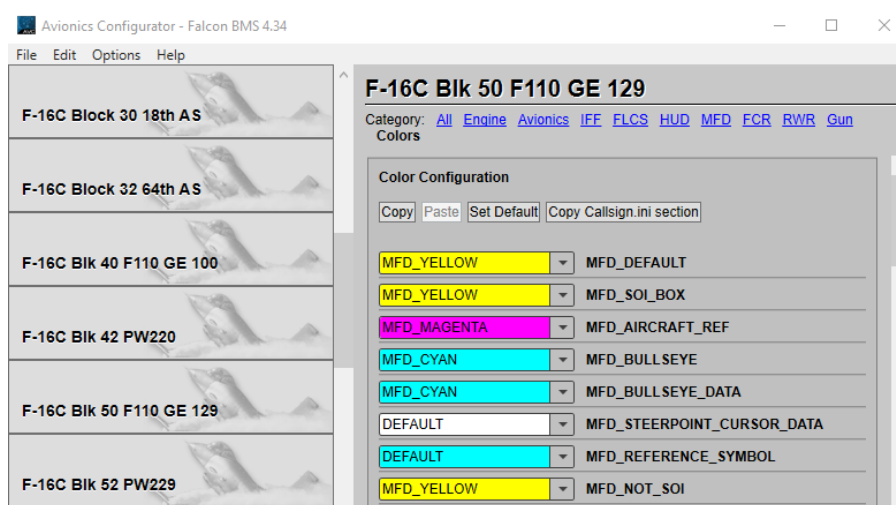 Avionics Configurator - Falcon BMS 4.34
File Edit Options Help
F-16C Block 30 18th AS
F-16C Block 32 64th AS
F-16C Blk 40 F110 GE 100
F-16C Blk 42 PW220
F-16C Blk 50 F110 GE 129
F-16C Blk 52 PW229
F-16C Blk 50 F110 GE 129
Category: All Engine Avionics IFF FLCS HUD MFD FCR RWR Gun
Colors
Color Configuration
Copy Paste Set Default Copy Callsign.ini section
MFD_YELLOW MFD_DEFAULT
MFD_YELLOW MFD_SOI_BOX
MFD_MAGENTA MFD_AIRCRAFT_REF
MFD_CYAN MFD_BULLSEYE
MFD_CYAN MFD_BULLSEYE_DATA
DEFAULT MFD_STEERPOINT_CURSOR_DATA
DEFAULT MFD_REFERENCE_SYMBOL
MFD_YELLOW MFD_NOT_SOI